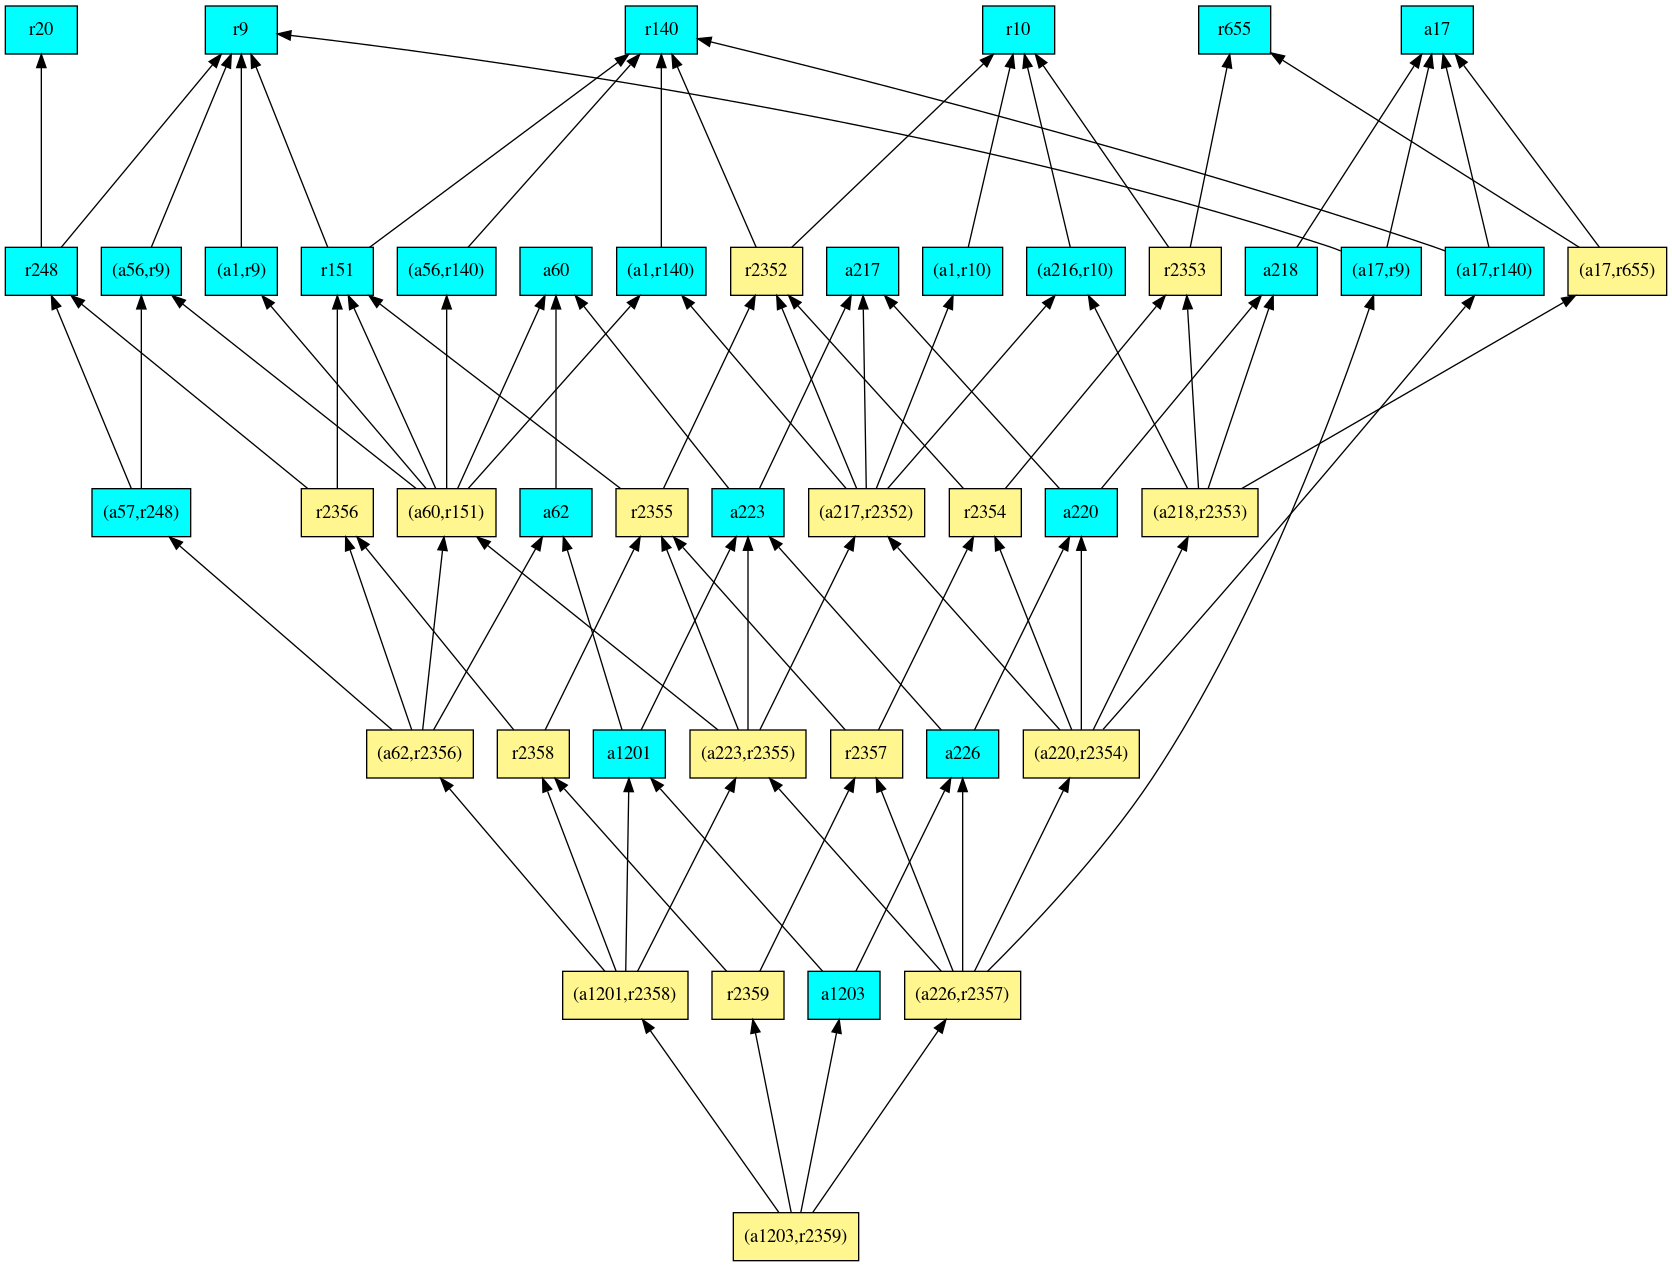 r20
r9
r140
r10
r655
a17
r248
(a56,r9)
(a1,r9)
r151
(a56,r140)
a60
(a1,r140)
r2352
a217
(a1,r10)
(a216,r10)
r2353
a218
(a17,r9)
(a17,r140)
(a17,r655)
(a57,r248)
r2356
(a60,r151)
a62
r2355
a223
(a217,r2352)
r2354
a220
(a218,r2353)
(a62,r2356)
r2358
a1201
(a223,r2355)
r2357
a226
(a220,r2354)
(a1201,r2358)
r2359
a1203
(a226,r2357)
(a1203,r2359)